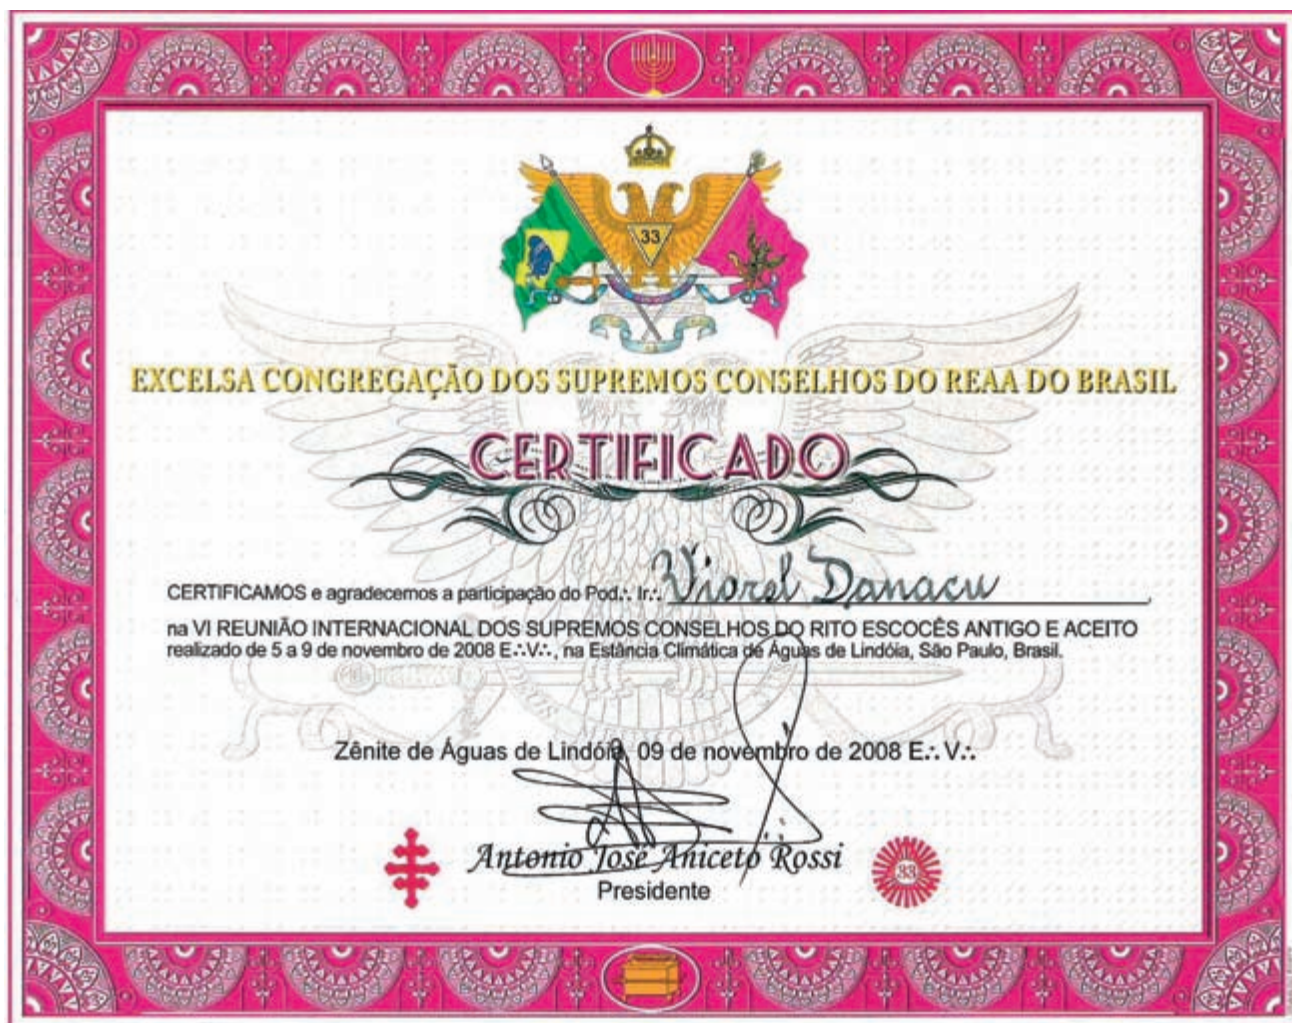 33
EXCELSA CONGREGAÇÃO DOS SUPREMOS CONSELHOS DO REAA DO BRASIL
CERTIFICADO
CERTIFICAMOS e agradecemos a participação do Pod∴ Ir∴ Viorel Danacu
na VI REUNIÃO INTERNACIONAL DOS SUPREMOS CONSELHOS DO RITO ESCOCÊS ANTIGO E ACEITO
realizado de 5 a 9 de novembro de 2008 E∴V∴, na Estância Climática de Águas de Lindóia, São Paulo, Brasil.
Zênite de Águas de Lindóia, 09 de novembro de 2008 E∴V∴
Antonio José Aniceto Rossi
Presidente
33